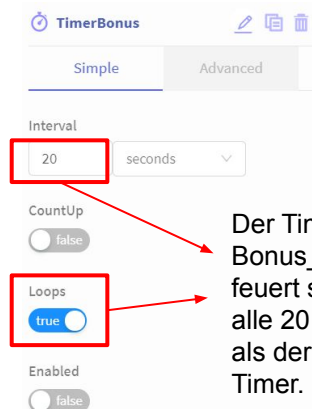 TimerBonus
Simple Advanced
Interval
20 seconds
CountUp
false
Loops
true
Enabled
false
Der
Bonus_
feuert
alle 20
als der
Timer.